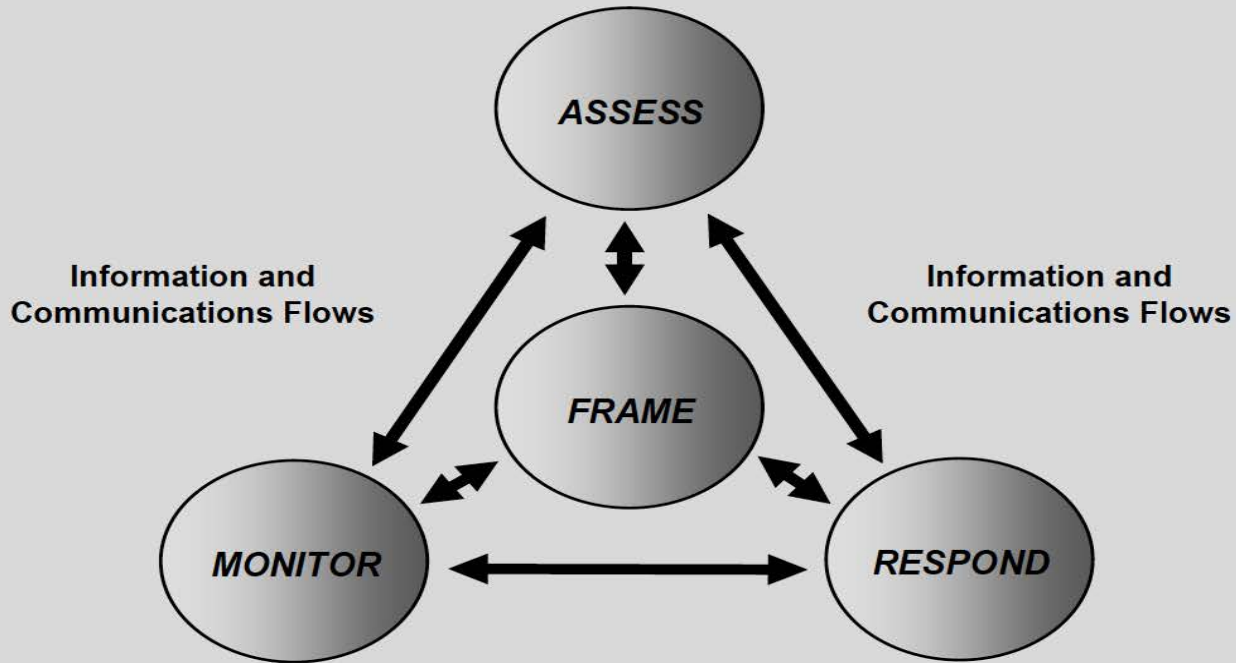 ASSESS
Information and
Communications Flows
Information and
Communications Flows
FRAME
MONITOR
RESPOND